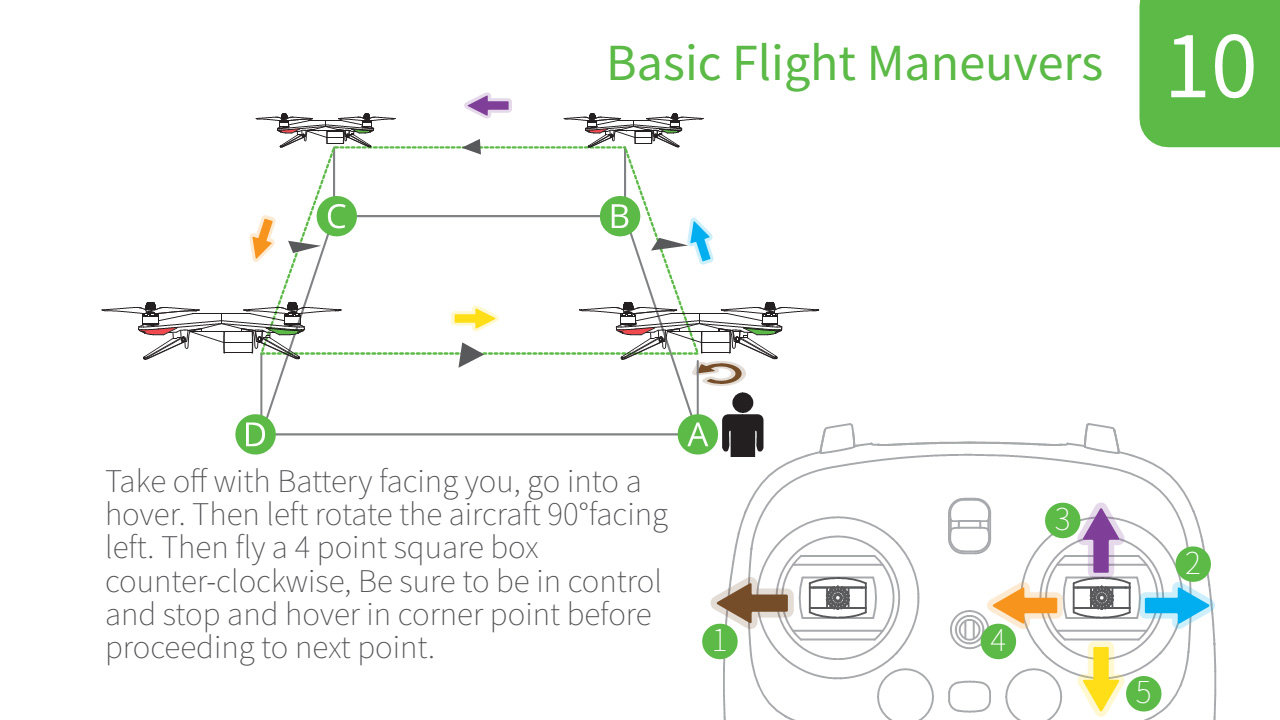 Basic Flight Maneuvers
10
C
B
D
A
Take off with Battery facing you, go into a
hover. Then left rotate the aircraft 90°facing
left. Then fly a 4 point square box
counter-clockwise, Be sure to be in control
and stop and hover in corner point before
proceeding to next point.
3
2
1
4
5